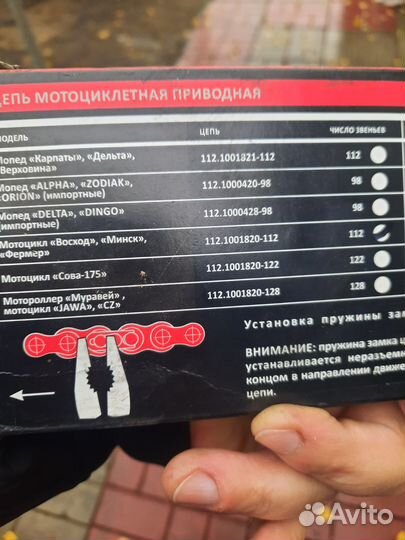 ЦЕПЬ МОТОЦИКЛЕТНАЯ ПРИВОДНАЯ
МОДЕЛЬ ЦЕПЬ ЧИСЛО ЗВЕНЬЕВ
Мопед «Карпаты», «Дельта»,
«Верховина» 112.1001821-112 112
Мопед «ALPHA», «ZODIAK»,
«ORION» (импортные) 112.1000420-98 98
Мопед «DELTA», «DINGO»
(импортные) 112.1000428-98 98
Мотоцикл «Восход», «Минск»,
«Фермер» 112.1001820-112 112
Мотоцикл «Сова-175» 112.1001820-122 122
Мотороллер «Муравей» ,
мотоцикл «JAWA», «CZ» 112.1001820-128 128
Установка пружины
ВНИМАНИЕ: пружина замка
устанавливается
концом в направлении
цепи.
Avito